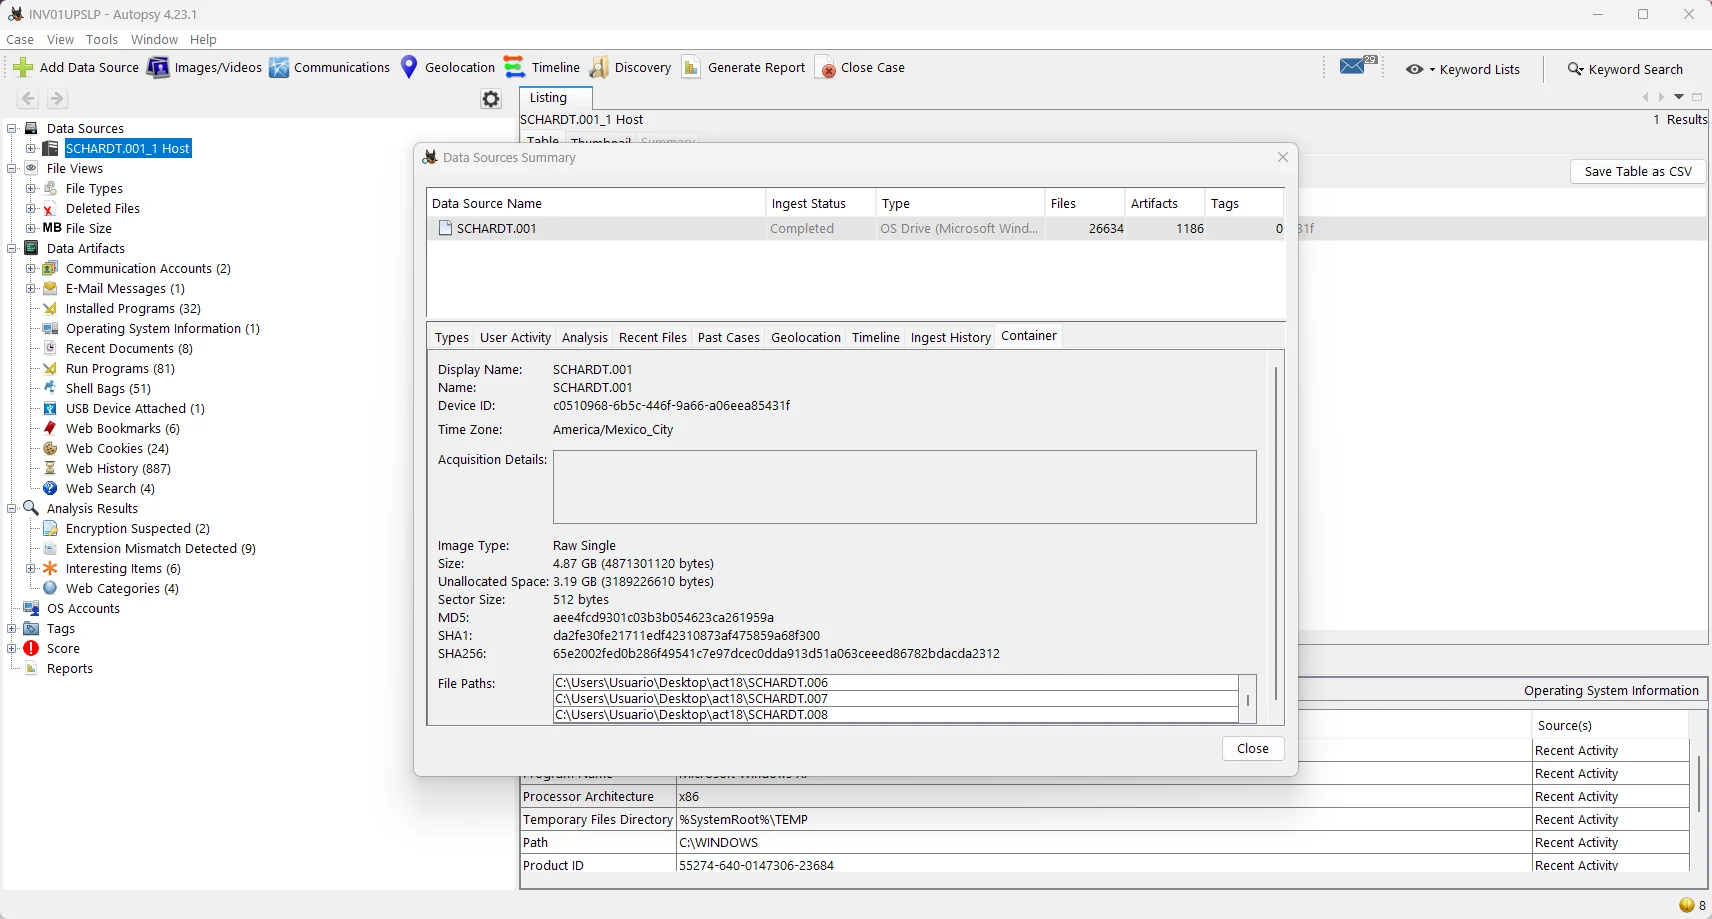 INV01UPSLP - Autopsy 4.23.1
Case View Tools Window Help
Add Data Source Images/Videos Communications Geolocation Timeline Discovery Generate Report Close Case 29 Keyword Lists Keyword Search
Listing
SCHARDT.001_1 Host 1 Results
Table Thumbnail Summary
Save Table as CSV
Data Sources
SCHARDT.001_1 Host
File Views
File Types
Deleted Files
MB File Size
Data Artifacts
Communication Accounts (2)
E-Mail Messages (1)
Installed Programs (32)
Operating System Information (1)
Recent Documents (8)
Run Programs (81)
Shell Bags (51)
USB Device Attached (1)
Web Bookmarks (6)
Web Cookies (24)
Web History (887)
Web Search (4)
Analysis Results
Encryption Suspected (2)
Extension Mismatch Detected (9)
Interesting Items (6)
Web Categories (4)
OS Accounts
Tags
Score
Reports
Data Sources Summary
Data Source Name Ingest Status Type Files Artifacts Tags
SCHARDT.001 Completed OS Drive (Microsoft Wind... 26634 1186 0
31f
Types User Activity Analysis Recent Files Past Cases Geolocation Timeline Ingest History Container
Display Name: SCHARDT.001
Name: SCHARDT.001
Device ID: c0510968-6b5c-446f-9a66-a06eea85431f
Time Zone: America/Mexico_City
Acquisition Details:
Image Type: Raw Single
Size: 4.87 GB (4871301120 bytes)
Unallocated Space: 3.19 GB (3189226610 bytes)
Sector Size: 512 bytes
MD5: aee4fcd9301c03b3b054623ca261959a
SHA1: da2fe30fe21711edf42310873af475859a68f300
SHA256: 65e2002fed0b286f49541c7e97dcec0dda913d51a063ceeed86782bdacda2312
File Paths: C:\Users\Usuario\Desktop\act18\SCHARDT.006
C:\Users\Usuario\Desktop\act18\SCHARDT.007
C:\Users\Usuario\Desktop\act18\SCHARDT.008
Close
Operating System Information
Source(s)
Recent Activity
Program Name Microsoft Windows XP Recent Activity
Processor Architecture x86 Recent Activity
Temporary Files Directory %SystemRoot%\TEMP Recent Activity
Path C:\WINDOWS Recent Activity
Product ID 55274-640-0147306-23684 Recent Activity
8